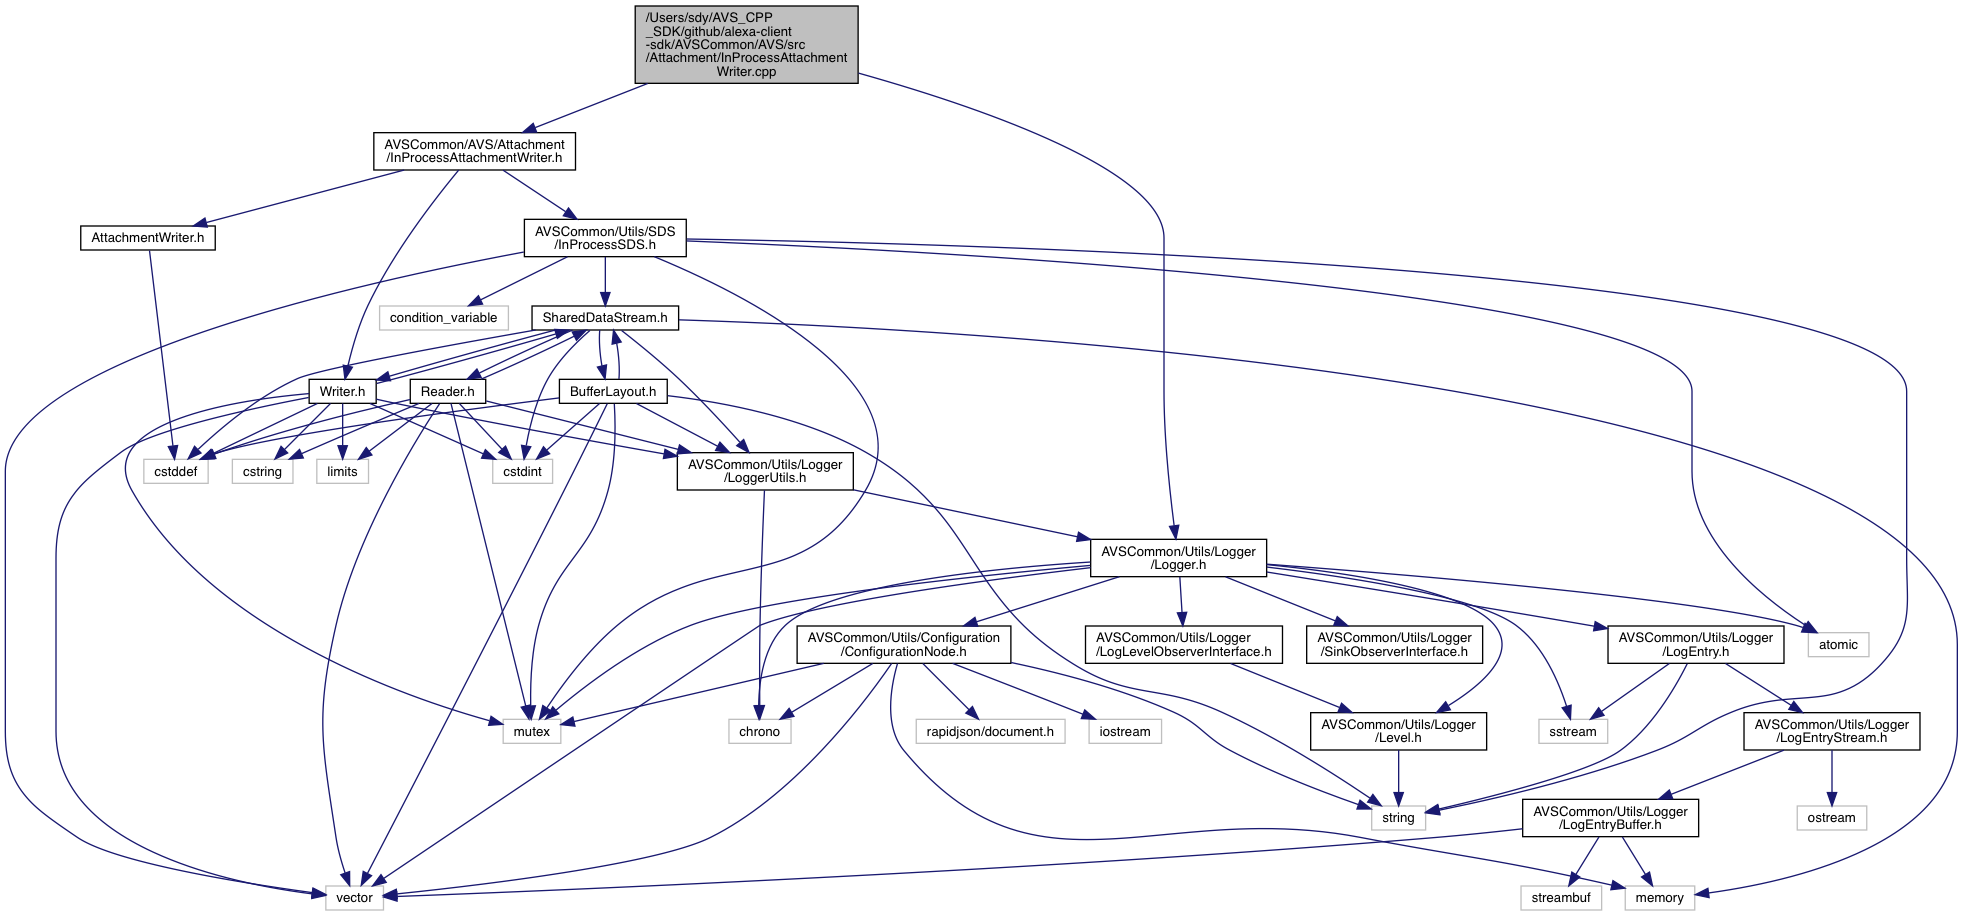 /Users/sdy/AVS_CPP
_SDK/github/alexa-client
-sdk/AVSCommon/AVS/src
/Attachment/InProcessAttachment
Writer.cpp
AVSCommon/AVS/Attachment
/InProcessAttachmentWriter.h
AttachmentWriter.h
AVSCommon/Utils/SDS
/InProcessSDS.h
condition_variable
SharedDataStream.h
Writer.h
Reader.h
BufferLayout.h
cstddef
cstring
limits
cstdint
AVSCommon/Utils/Logger
/LoggerUtils.h
AVSCommon/Utils/Logger
/Logger.h
AVSCommon/Utils/Configuration
/ConfigurationNode.h
AVSCommon/Utils/Logger
/LogLevelObserverInterface.h
AVSCommon/Utils/Logger
/SinkObserverInterface.h
AVSCommon/Utils/Logger
/LogEntry.h
atomic
mutex
chrono
rapidjson/document.h
iostream
AVSCommon/Utils/Logger
/Level.h
sstream
AVSCommon/Utils/Logger
/LogEntryStream.h
string
AVSCommon/Utils/Logger
/LogEntryBuffer.h
ostream
vector
streambuf
memory